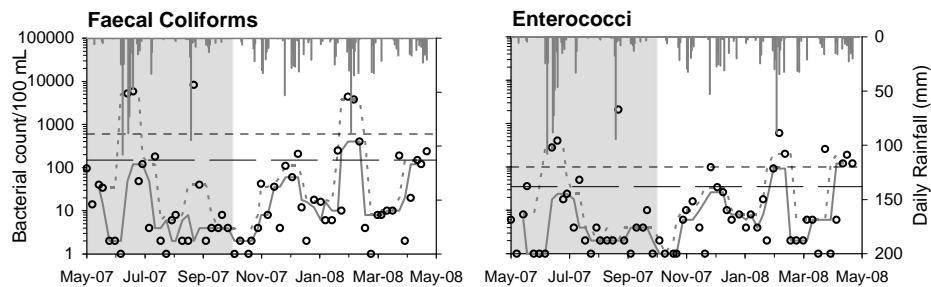 Faecal Coliforms
Enterococci
Bacterial count/100 mL
100000
10000
1000
100
10
1
May-07 Jul-07 Sep-07 Nov-07 Jan-08 Mar-08 May-08
May-07 Jul-07 Sep-07 Nov-07 Jan-08 Mar-08 May-08
0
50
100
150
200
Daily Rainfall (mm)